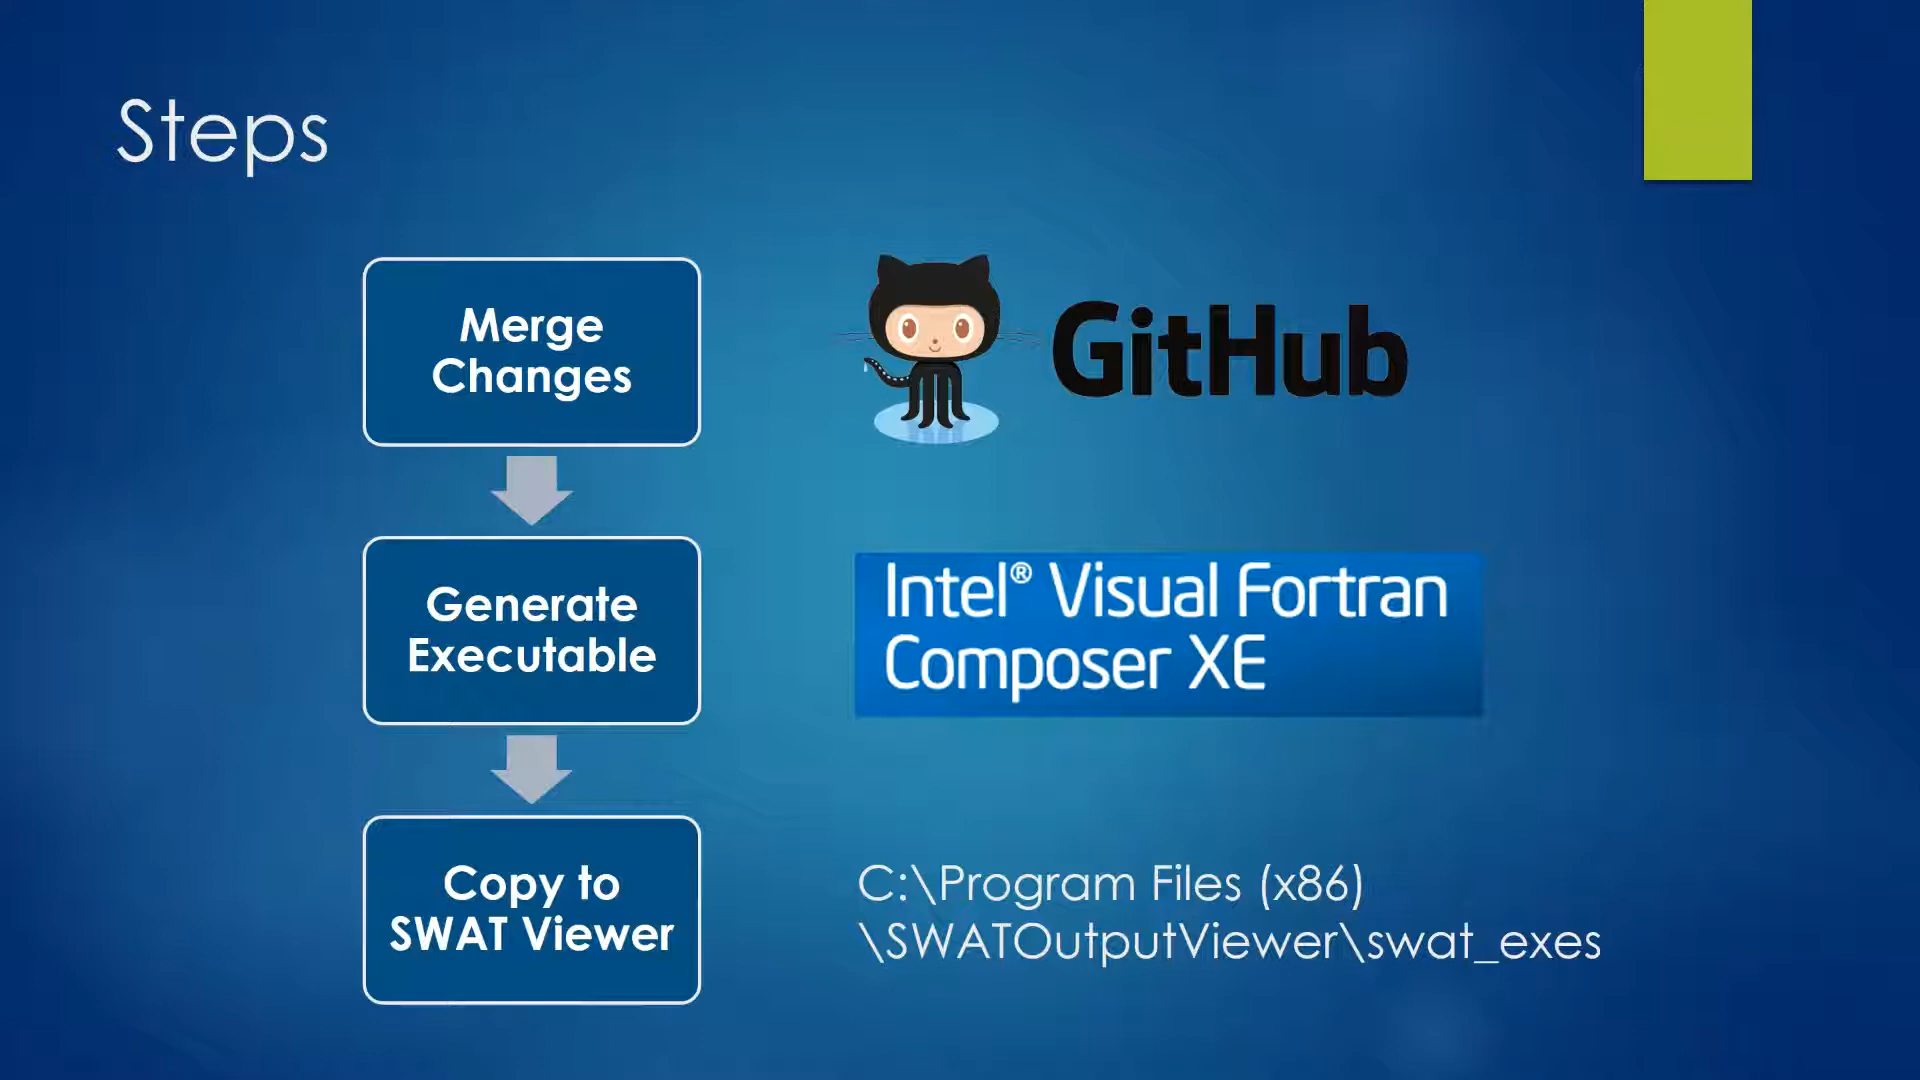 Steps
Merge
Changes
GitHub
Generate
Executable
Intel® Visual Fortran
Composer XE
Copy to
SWAT Viewer
C:\Program Files (x86)
\SWATOutputViewer\swat_exes